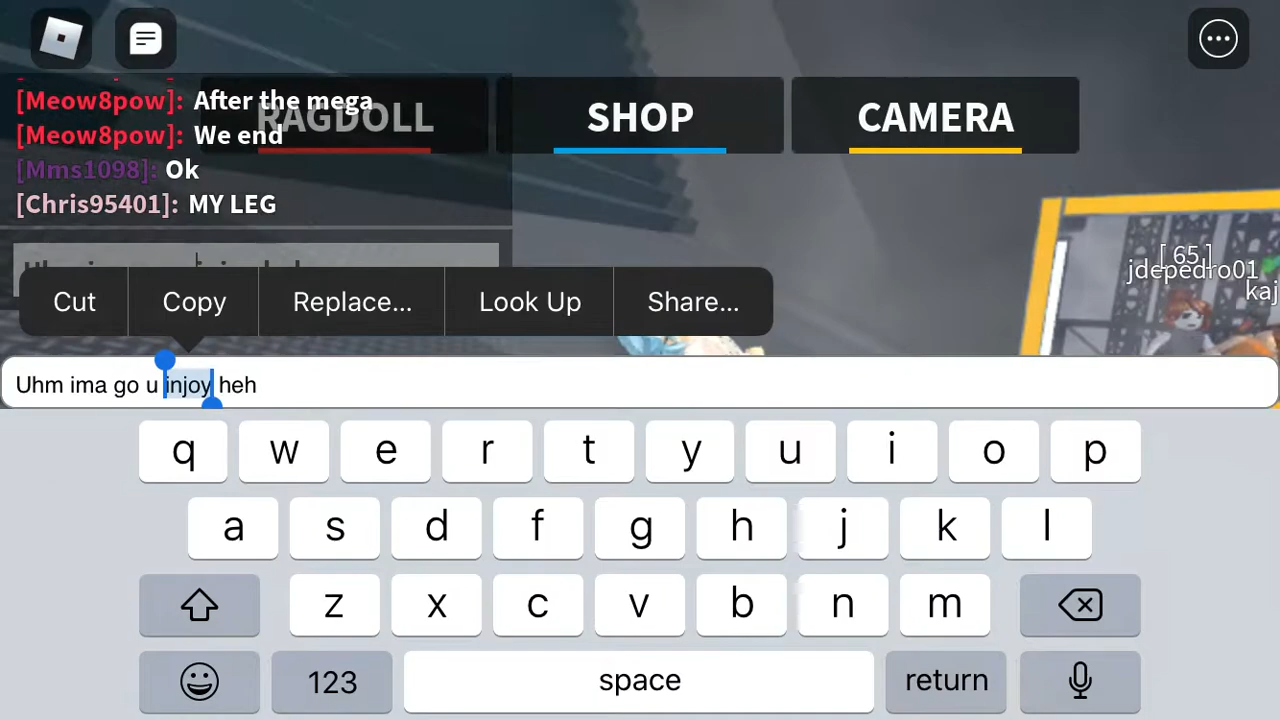 [Meow8pow]: After the mega
RAGDOLL
SHOP
CAMERA
[Meow8pow]: We end
[Mms1098]: Ok
[Chris95401]: MY LEG
[ 65 ]
jdepedro01
kaj
Cut
Copy
Replace...
Look Up
Share...
Uhm ima go u injoy heh
q w e r t y u i o p
a s d f g h j k l
z x c v b n m
123
space
return